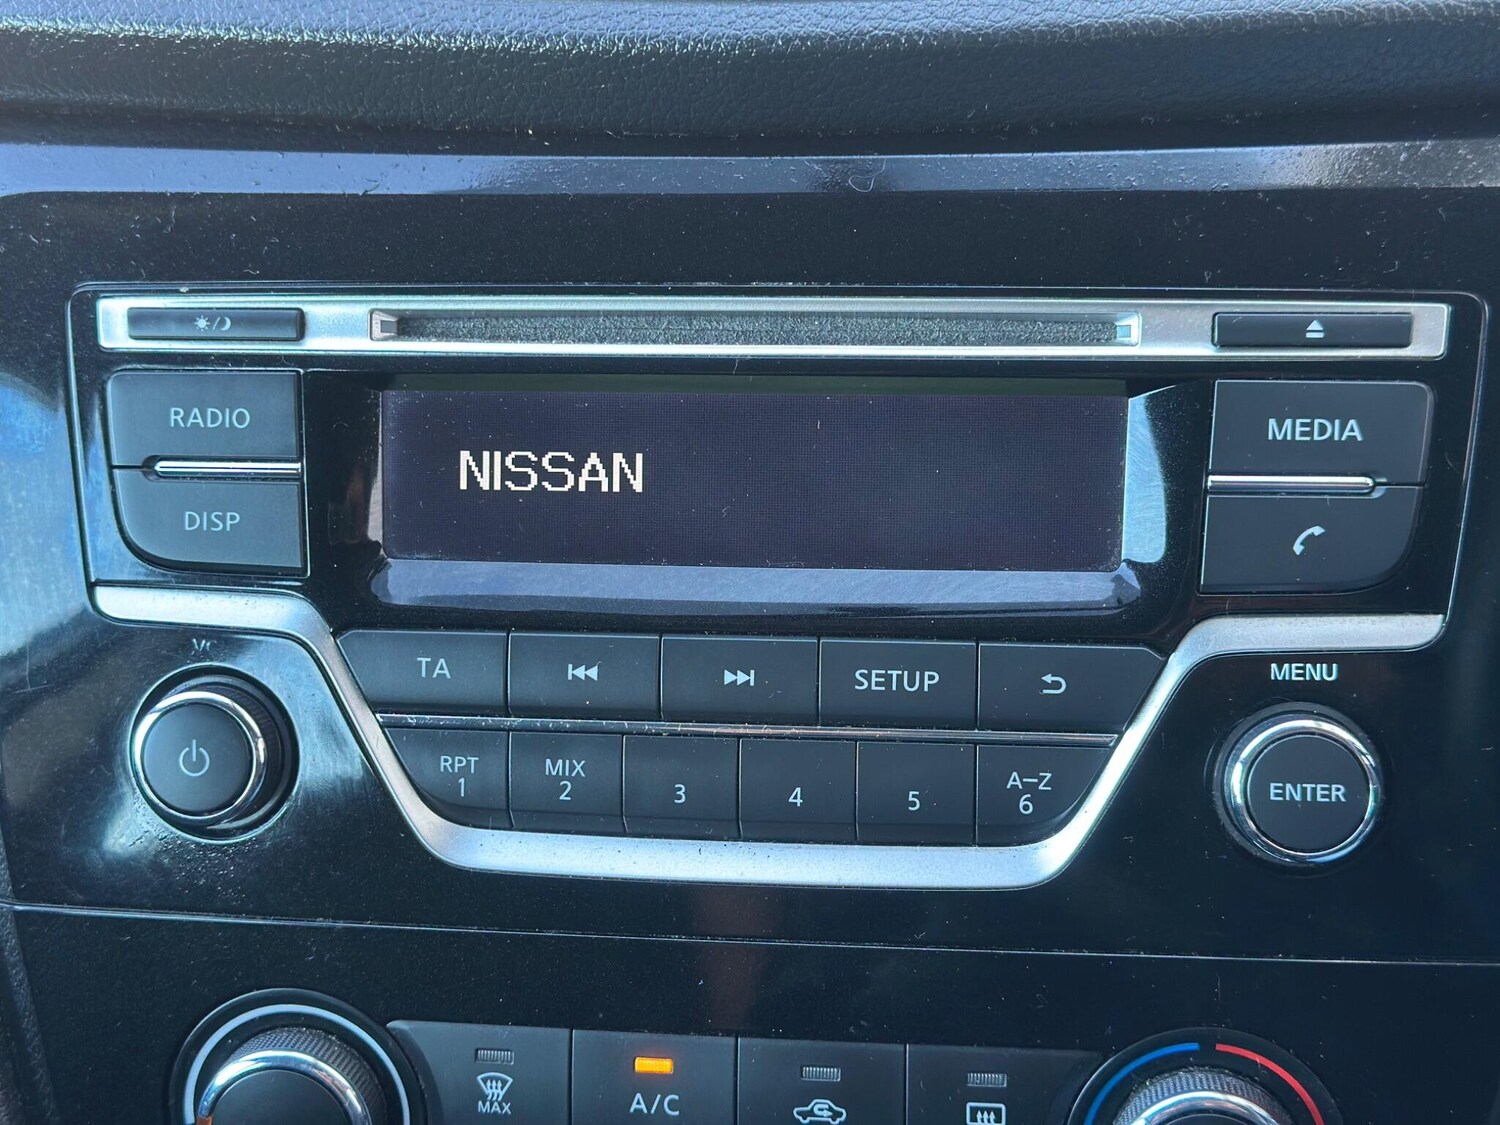 RADIO
NISSAN
MEDIA
DISP
TA
SETUP
MENU
RPT
1
MIX
2
3
4
5
A-Z
6
ENTER
MAX
A/C